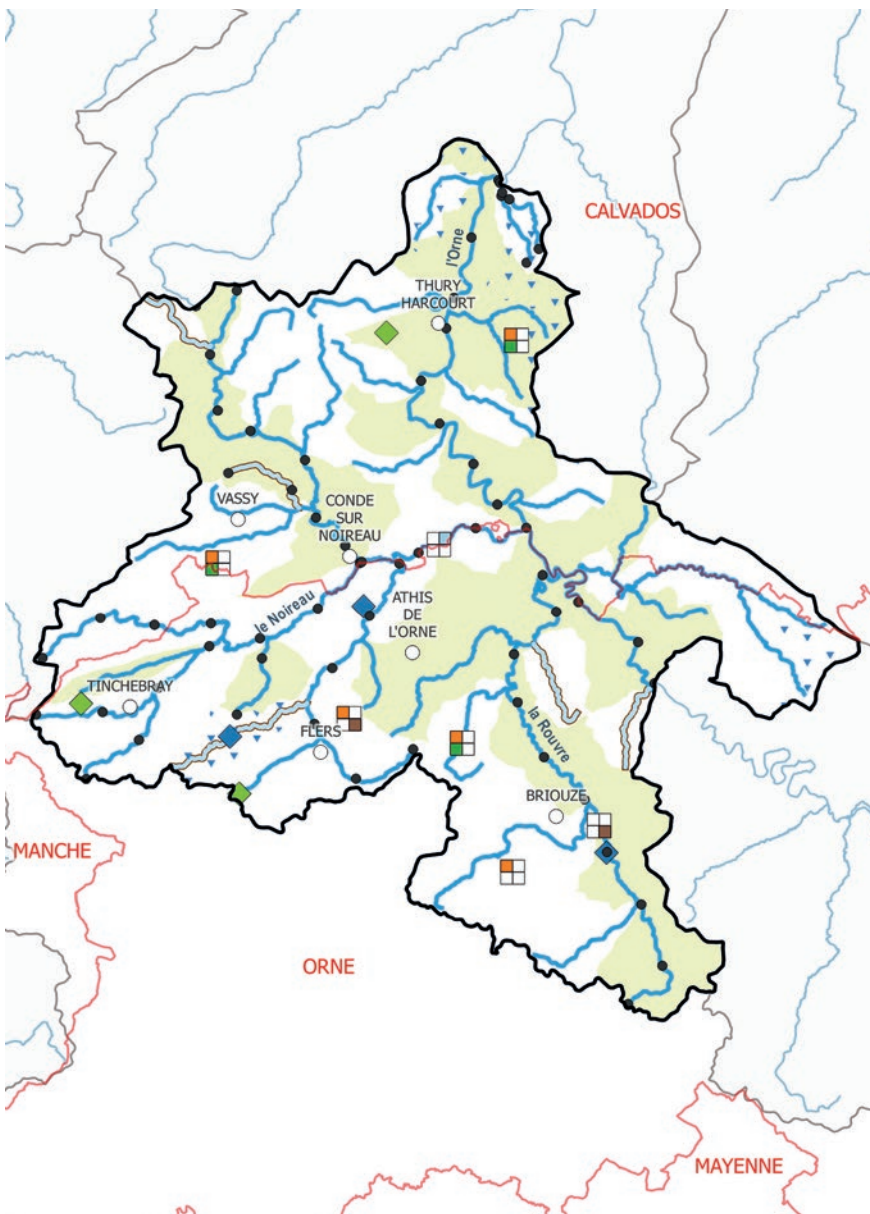 CALVADOS
l'Orne
THURY
HARCOURT
VASSY
CONDE
SUR
NOIREAU
le Noireau
ATHIS
DE
L'ORNE
TINCHEBRAY
FLERS
la Rouvre
BRIOUZE
MANCHE
ORNE
MAYENNE